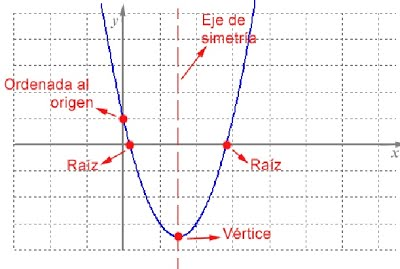 y
Eje de
simetría
Ordenada al
origen
Raíz
Raíz
x
Vértice